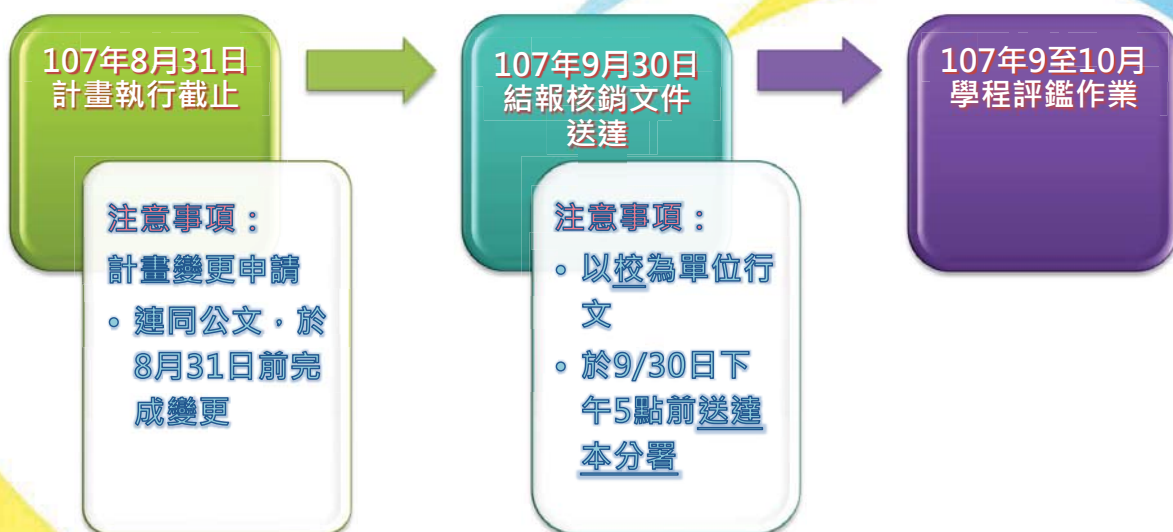 107年8月31日
計畫執行截止
注意事項：
計畫變更申請
• 連同公文，於
8月31日前完
成變更
107年9月30日
結報核銷文件
送達
注意事項：
• 以校為單位行
文
• 於9/30日下
午5點前送達
本分署
107年9至10月
學程評鑑作業